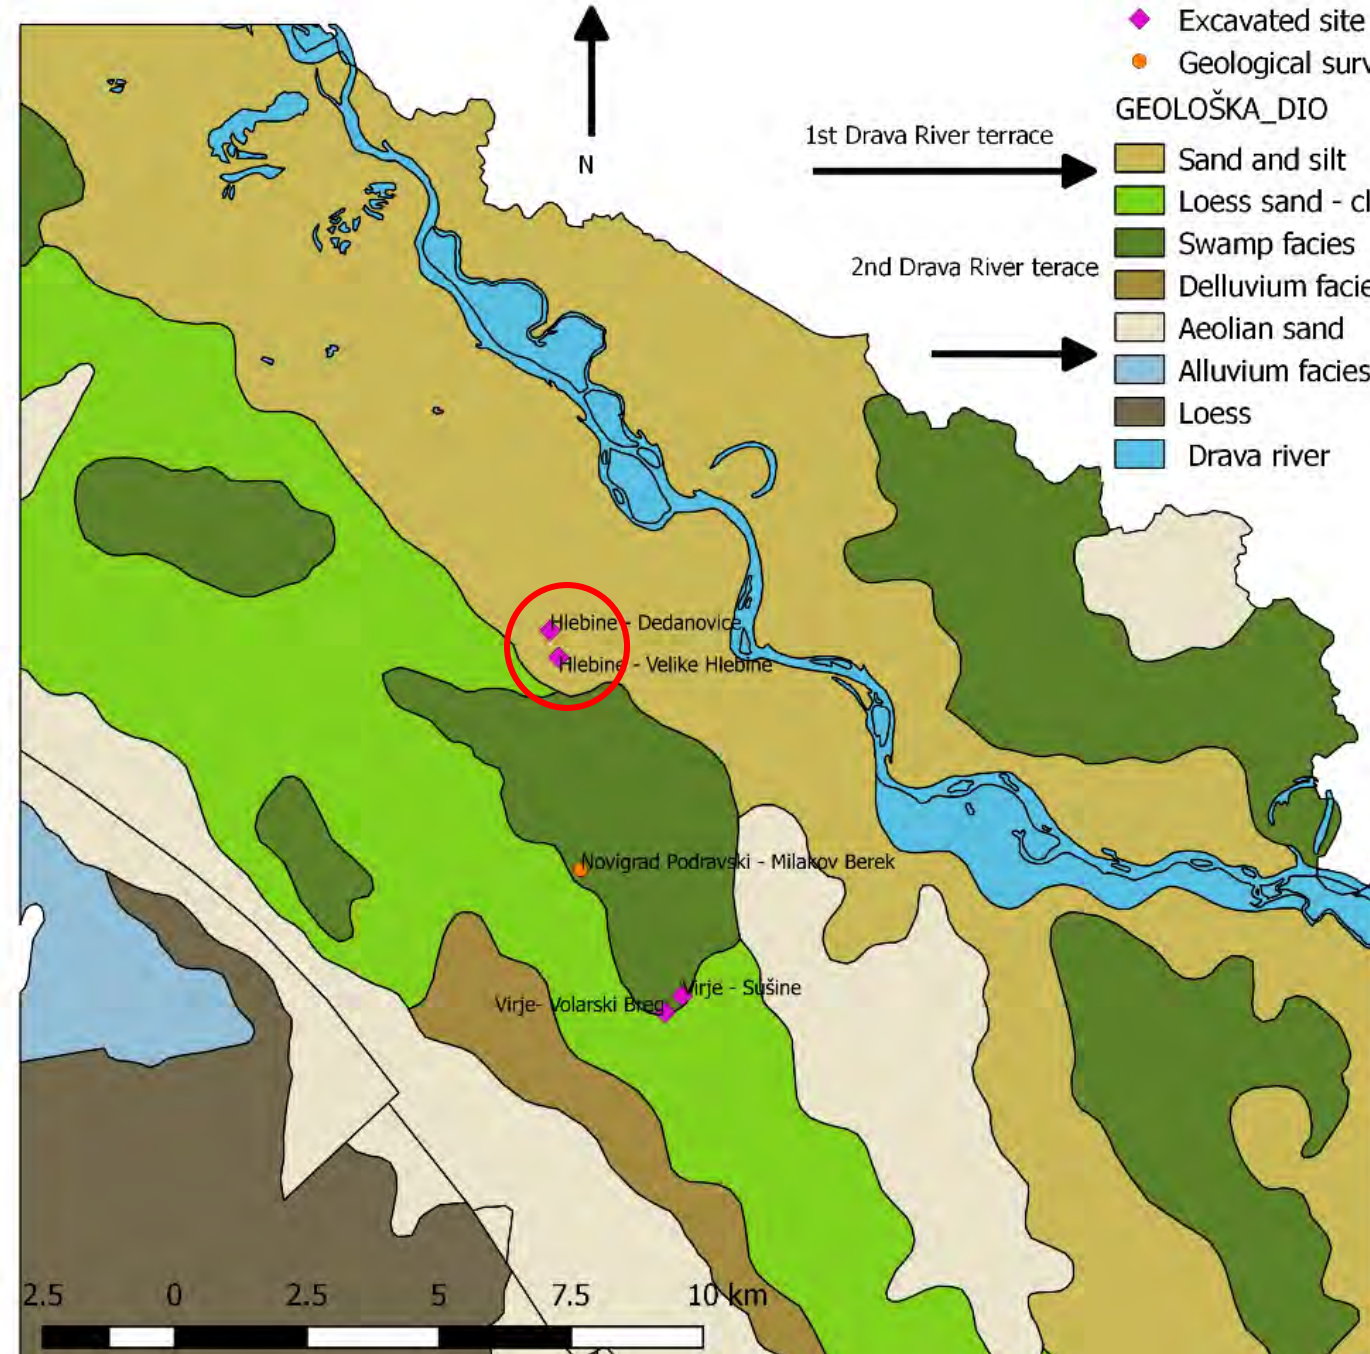 Excavated site
Geological surv
GEOLOŠKA_DIO
1st Drava River terrace
Sand and silt
Loess sand - cl
Swamp facies
2nd Drava River terace
Delluvium facie
Aeolian sand
Alluvium facies
Loess
Drava river
N
Hlebine - Dedanovice
Hlebine - Velike Hlebine
Novigrad Podravski - Milakov Berek
Virje - Sušine
Virje- Volarski Breg
2.5 0 2.5 5 7.5 10 km